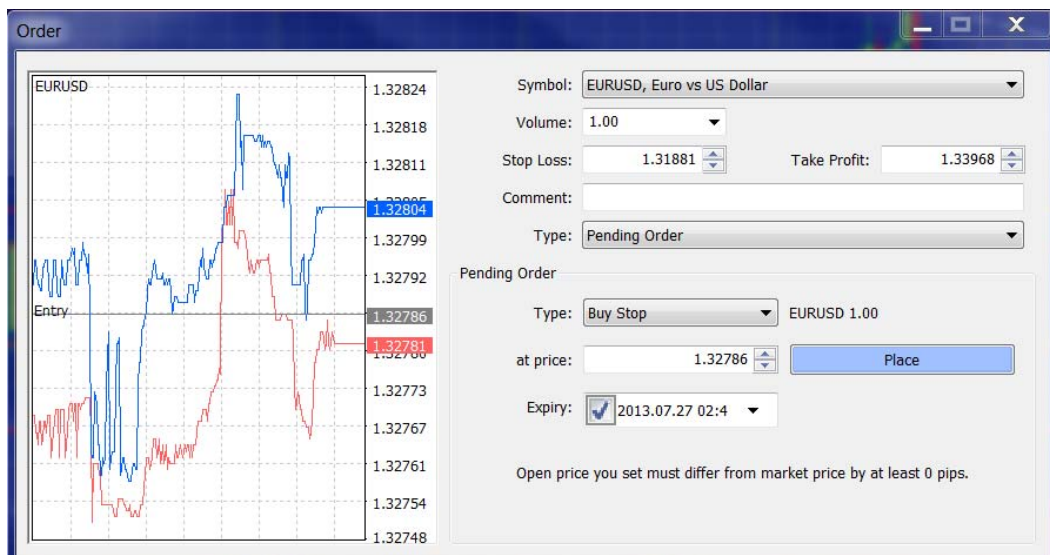 Order
EURUSD
1.32824
1.32818
1.32811
1.32804
1.32799
1.32792
Entry
1.32786
1.32781
1.32773
1.32767
1.32761
1.32754
1.32748
Symbol: EURUSD, Euro vs US Dollar
Volume: 1.00
Stop Loss: 1.31881 Take Profit: 1.33968
Comment:
Type: Pending Order
Pending Order
Type: Buy Stop EURUSD 1.00
at price: 1.32786 Place
Expiry: 2013.07.27 02:4
Open price you set must differ from market price by at least 0 pips.